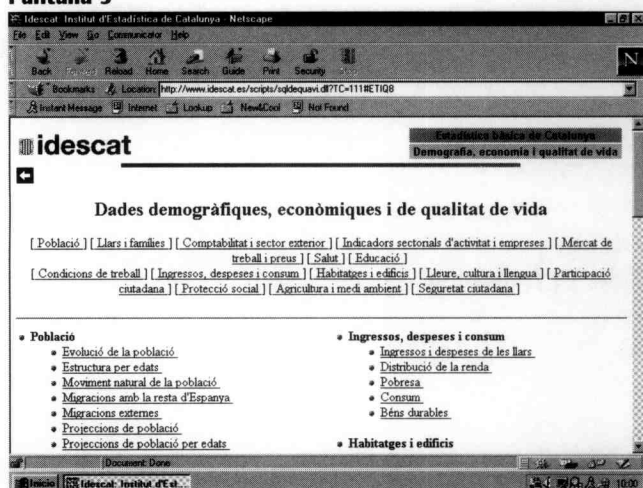 Idescat: Institut d'Estadística de Catalunya - Netscape
File Edit View Go Communicator Help
Back Reload Home Search Guide Print Security
Bookmarks Location: http://www.idescat.es/scripts/sqldequavi.dll?TC=111#ETIQ8
Instant Message Internet Lookup New&Cool Not Found
idescat
Estadística bàsica de Catalunya
Demografia, economia i qualitat de vida
Dades demogràfiques, econòmiques i de qualitat de vida
[ Població ] [ Llars i famílies ] [ Comptabilitat i sector exterior ] [ Indicadors sectorials d'activitat i empreses ] [ Mercat de
treball i preus ] [ Salut ] [ Educació ]
[ Condicions de treball ] [ Ingressos, despeses i consum ] [ Habitatges i edificis ] [ Lleure, cultura i llengua ] [ Participació
ciutadana ] [ Protecció social ] [ Agricultura i medi ambient ] [ Seguretat ciutadana ]
Població
Evolució de la població
Estructura per edats
Moviment natural de la població
Migracions amb la resta d'Espanya
Migracions externes
Projeccions de població
Projeccions de població per edats
Ingressos, despeses i consum
Ingressos i despeses de les llars
Distribució de la renda
Pobresa
Consum
Béns durables
Habitatges i edificis
Document: Done
Inicio Idescat: Institut d'Est... 10:00